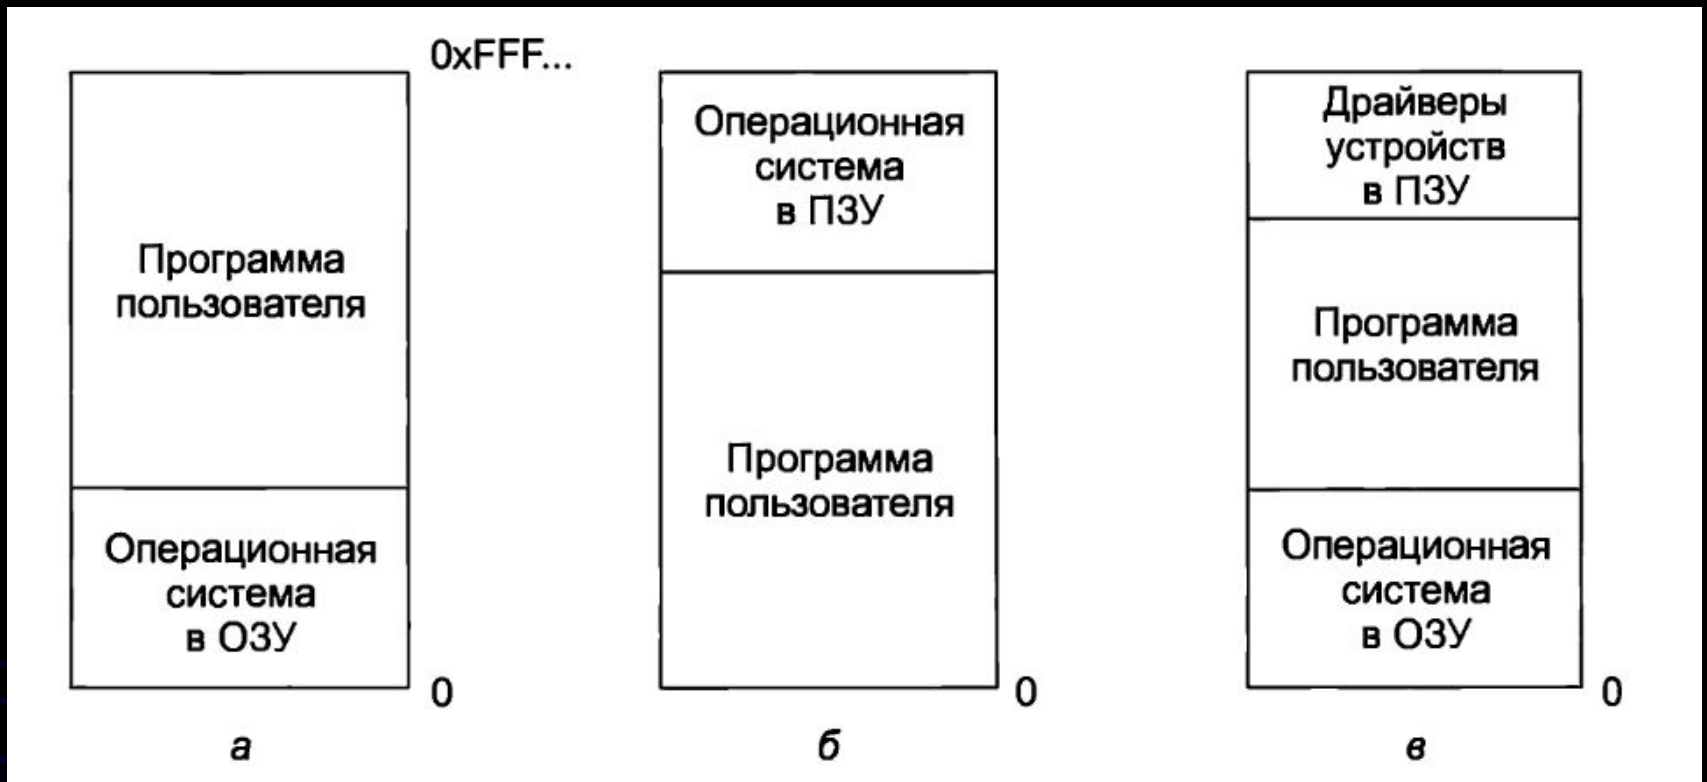 0xFFF...
Программа
пользователя
Операционная
система
в ОЗУ
0
а
Операционная
система
в ПЗУ
Программа
пользователя
0
б
Драйверы
устройств
в ПЗУ
Программа
пользователя
Операционная
система
в ОЗУ
0
в